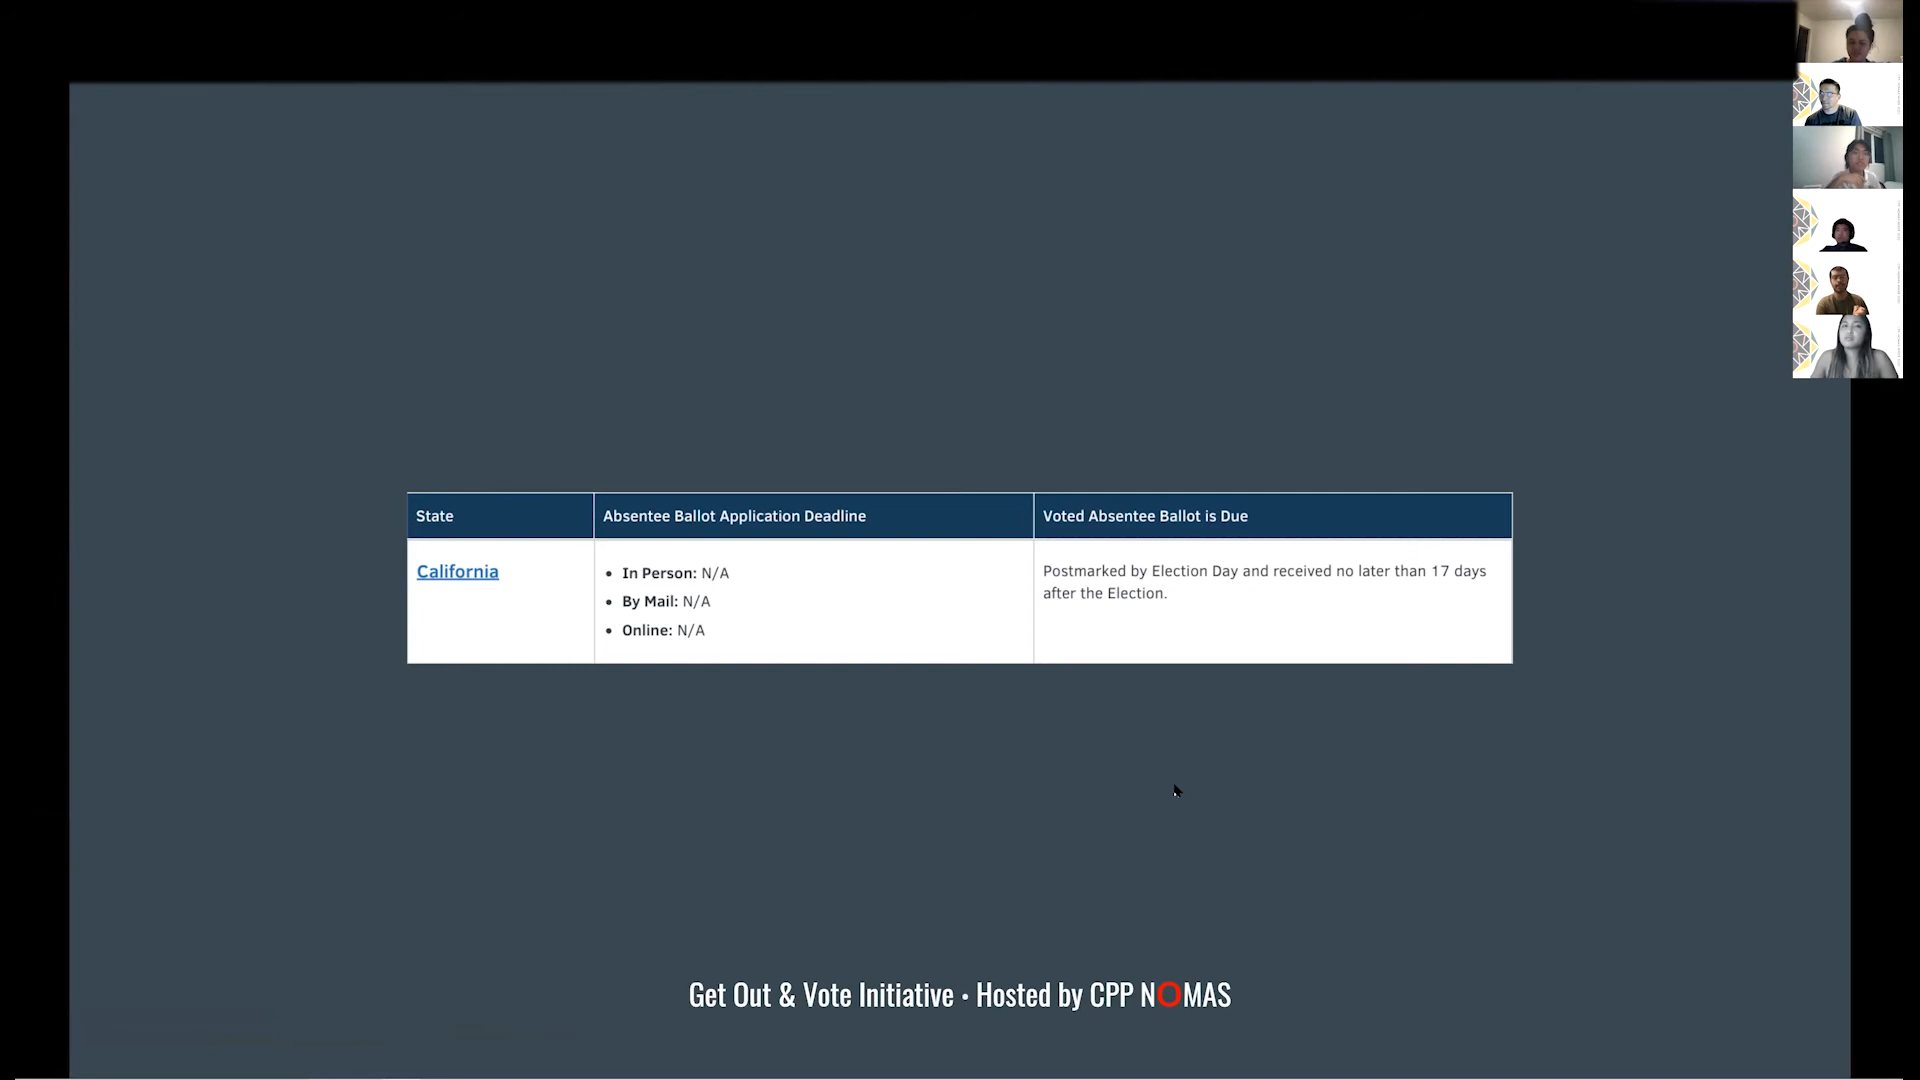 State
Absentee Ballot Application Deadline
Voted Absentee Ballot is Due
California
• In Person: N/A
• By Mail: N/A
• Online: N/A
Postmarked by Election Day and received no later than 17 days
after the Election.
Get Out & Vote Initiative • Hosted by CPP NOMAS